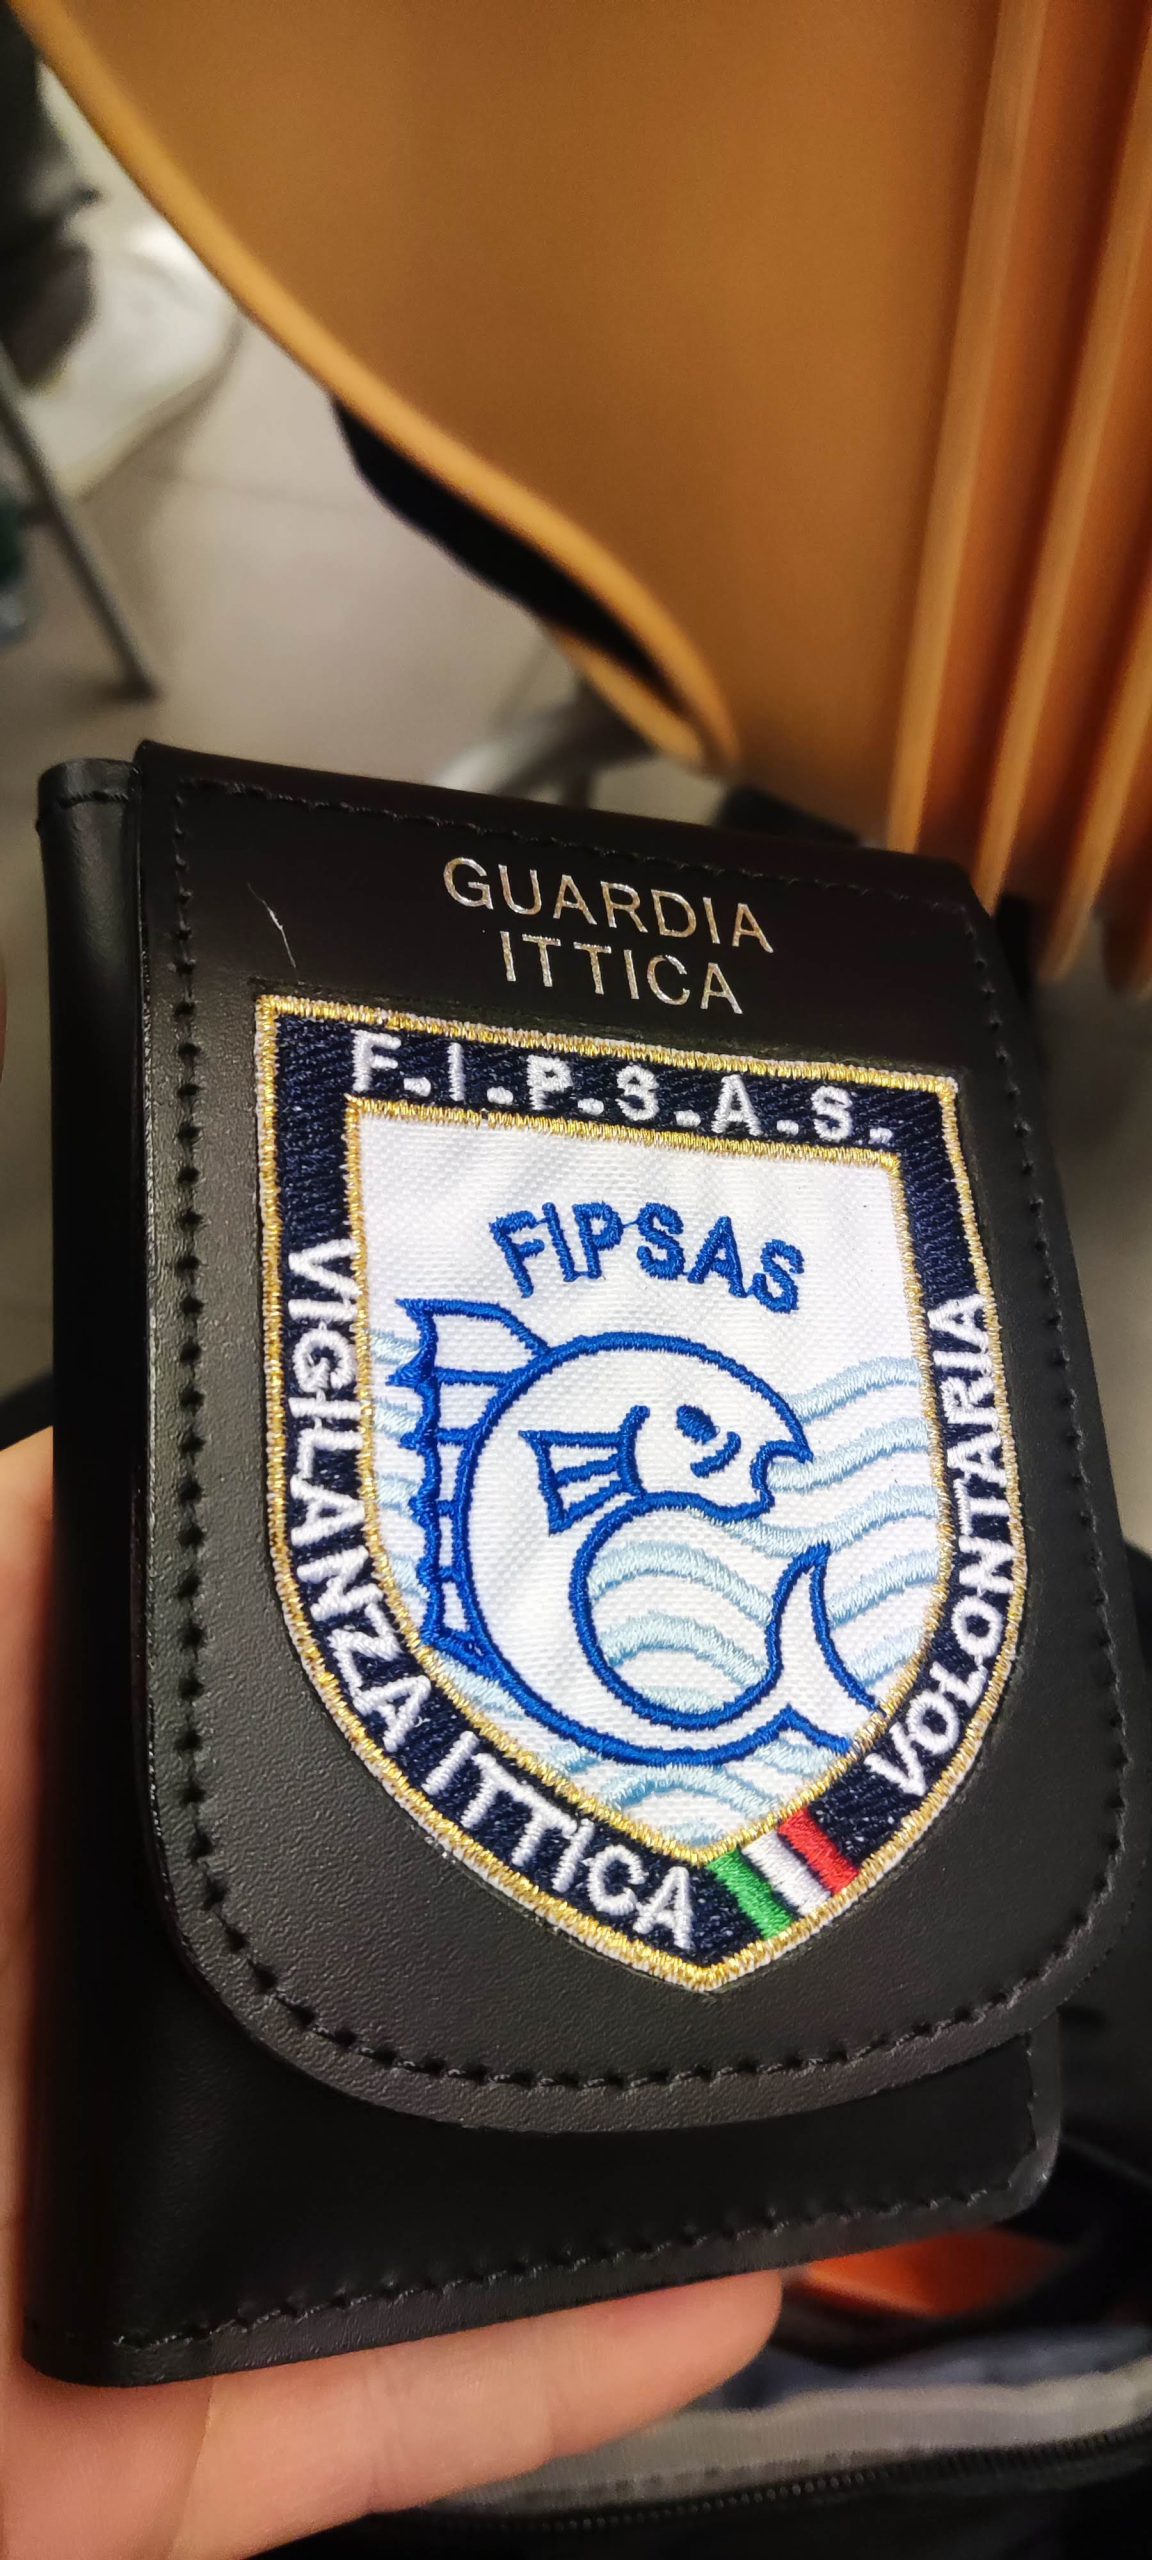 GUARDIA
ITTICA
F.I.P.S.A.S.
FIPSAS
VIGILANZA ITTICA
VOLONTARIA